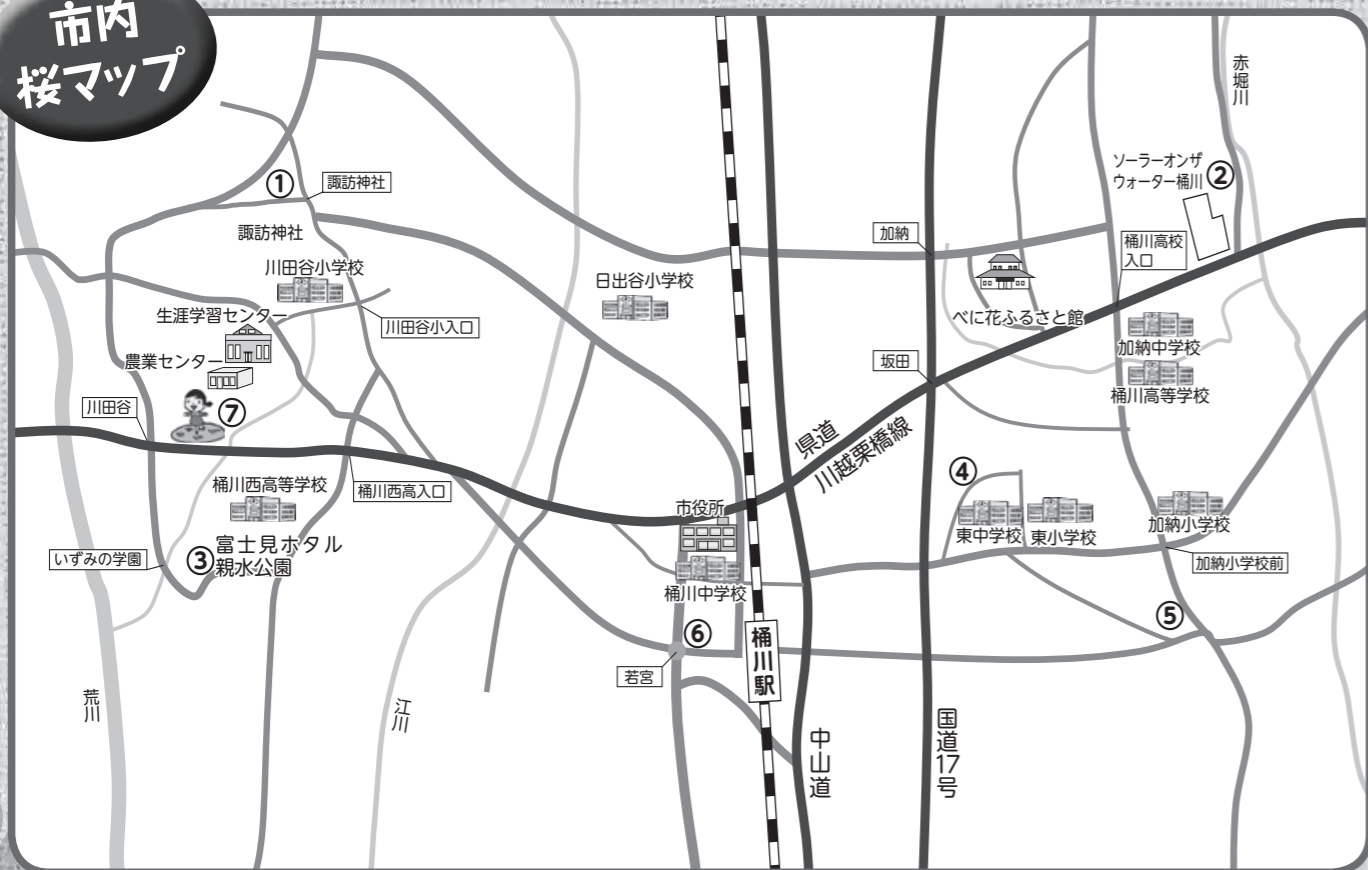 市内
桜マップ
赤堀川
ソーラーオンザ
ウォーター桶川
②
①
諏訪神社
諏訪神社
加納
桶川高校
入口
川田谷小学校
日出谷小学校
生涯学習センター
川田谷小入口
べに花ふるさと館
加納中学校
農業センター
坂田
桶川高等学校
川田谷
⑦
県道
川越栗橋線
桶川西高等学校
桶川西高入口
④
市役所
東中学校
東小学校
加納小学校
いずみの学園
③
富士見ホタル
親水公園
加納小学校前
桶川中学校
⑤
⑥
桶川駅
若宮
荒川
江川
中山道
国道17号